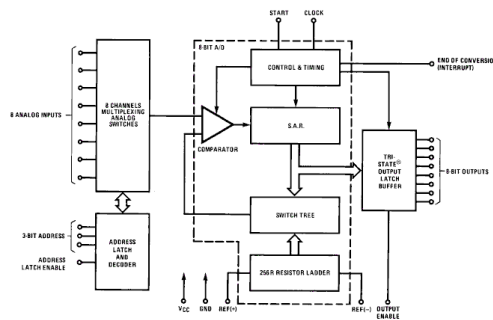 START
CLOCK
8-BIT A/D
CONTROL & TIMING
END OF CONVERSIO
(INTERRUPT)
8 ANALOG INPUTS
8 CHANNELS
MULTIPLEXING
ANALOG
SWITCHES
COMPARATOR
S.A.R.
TRI-
STATE®
OUTPUT
LATCH
BUFFER
8-BIT OUTPUTS
SWITCH TREE
3-BIT ADDRESS
ADDRESS
LATCH ENABLE
ADDRESS
LATCH
AND
DECODER
256R RESISTOR LADDER
VCC
GND
REF(+)
REF(−)
OUTPUT
ENABLE